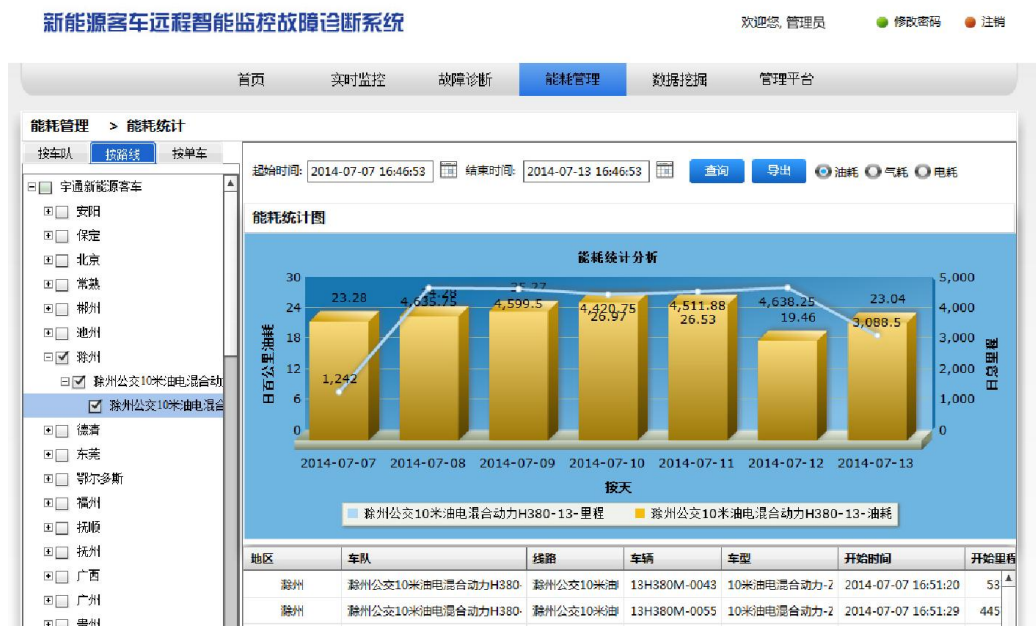 新能源客车远程智能监控故障诊断系统
欢迎您, 管理员 修改密码 注销
首页 实时监控 故障诊断 能耗管理 数据挖掘 管理平台
能耗管理 > 能耗统计
按车队 按路线 按单车
起始时间: 2014-07-07 16:46:53 结束时间: 2014-07-13 16:46:53 查询 导出 油耗 气耗 电耗
宇通新能源客车
安阳
保定
北京
常熟
郴州
池州
滁州
滁州公交10米油电混合动
滁州公交10米油电混合
德清
东莞
鄂尔多斯
福州
抚顺
抚州
广西
广州
贵州
能耗统计图
能耗统计分析
30 24 18 12 6 0
日百公里油耗
5,000 4,000 3,000 2,000 1,000 0
日总里程
23.28 4,635.75 4,599.5 25.77 4,420.75 4,511.88 4,638.25 23.04
26.97 26.53 19.46 3,088.5
1,242
2014-07-07 2014-07-08 2014-07-09 2014-07-10 2014-07-11 2014-07-12 2014-07-13
按天
滁州公交10米油电混合动力H380-13-里程 滁州公交10米油电混合动力H380-13-油耗
地区 车队 线路 车辆 车型 开始时间 开始里程
滁州 滁州公交10米油电混合动力H380- 滁州公交10米油 13H380M-0043 10米油电混合动力-2 2014-07-07 16:51:20 53
滁州 滁州公交10米油电混合动力H380- 滁州公交10米油 13H380M-0055 10米油电混合动力-2 2014-07-07 16:51:29 445